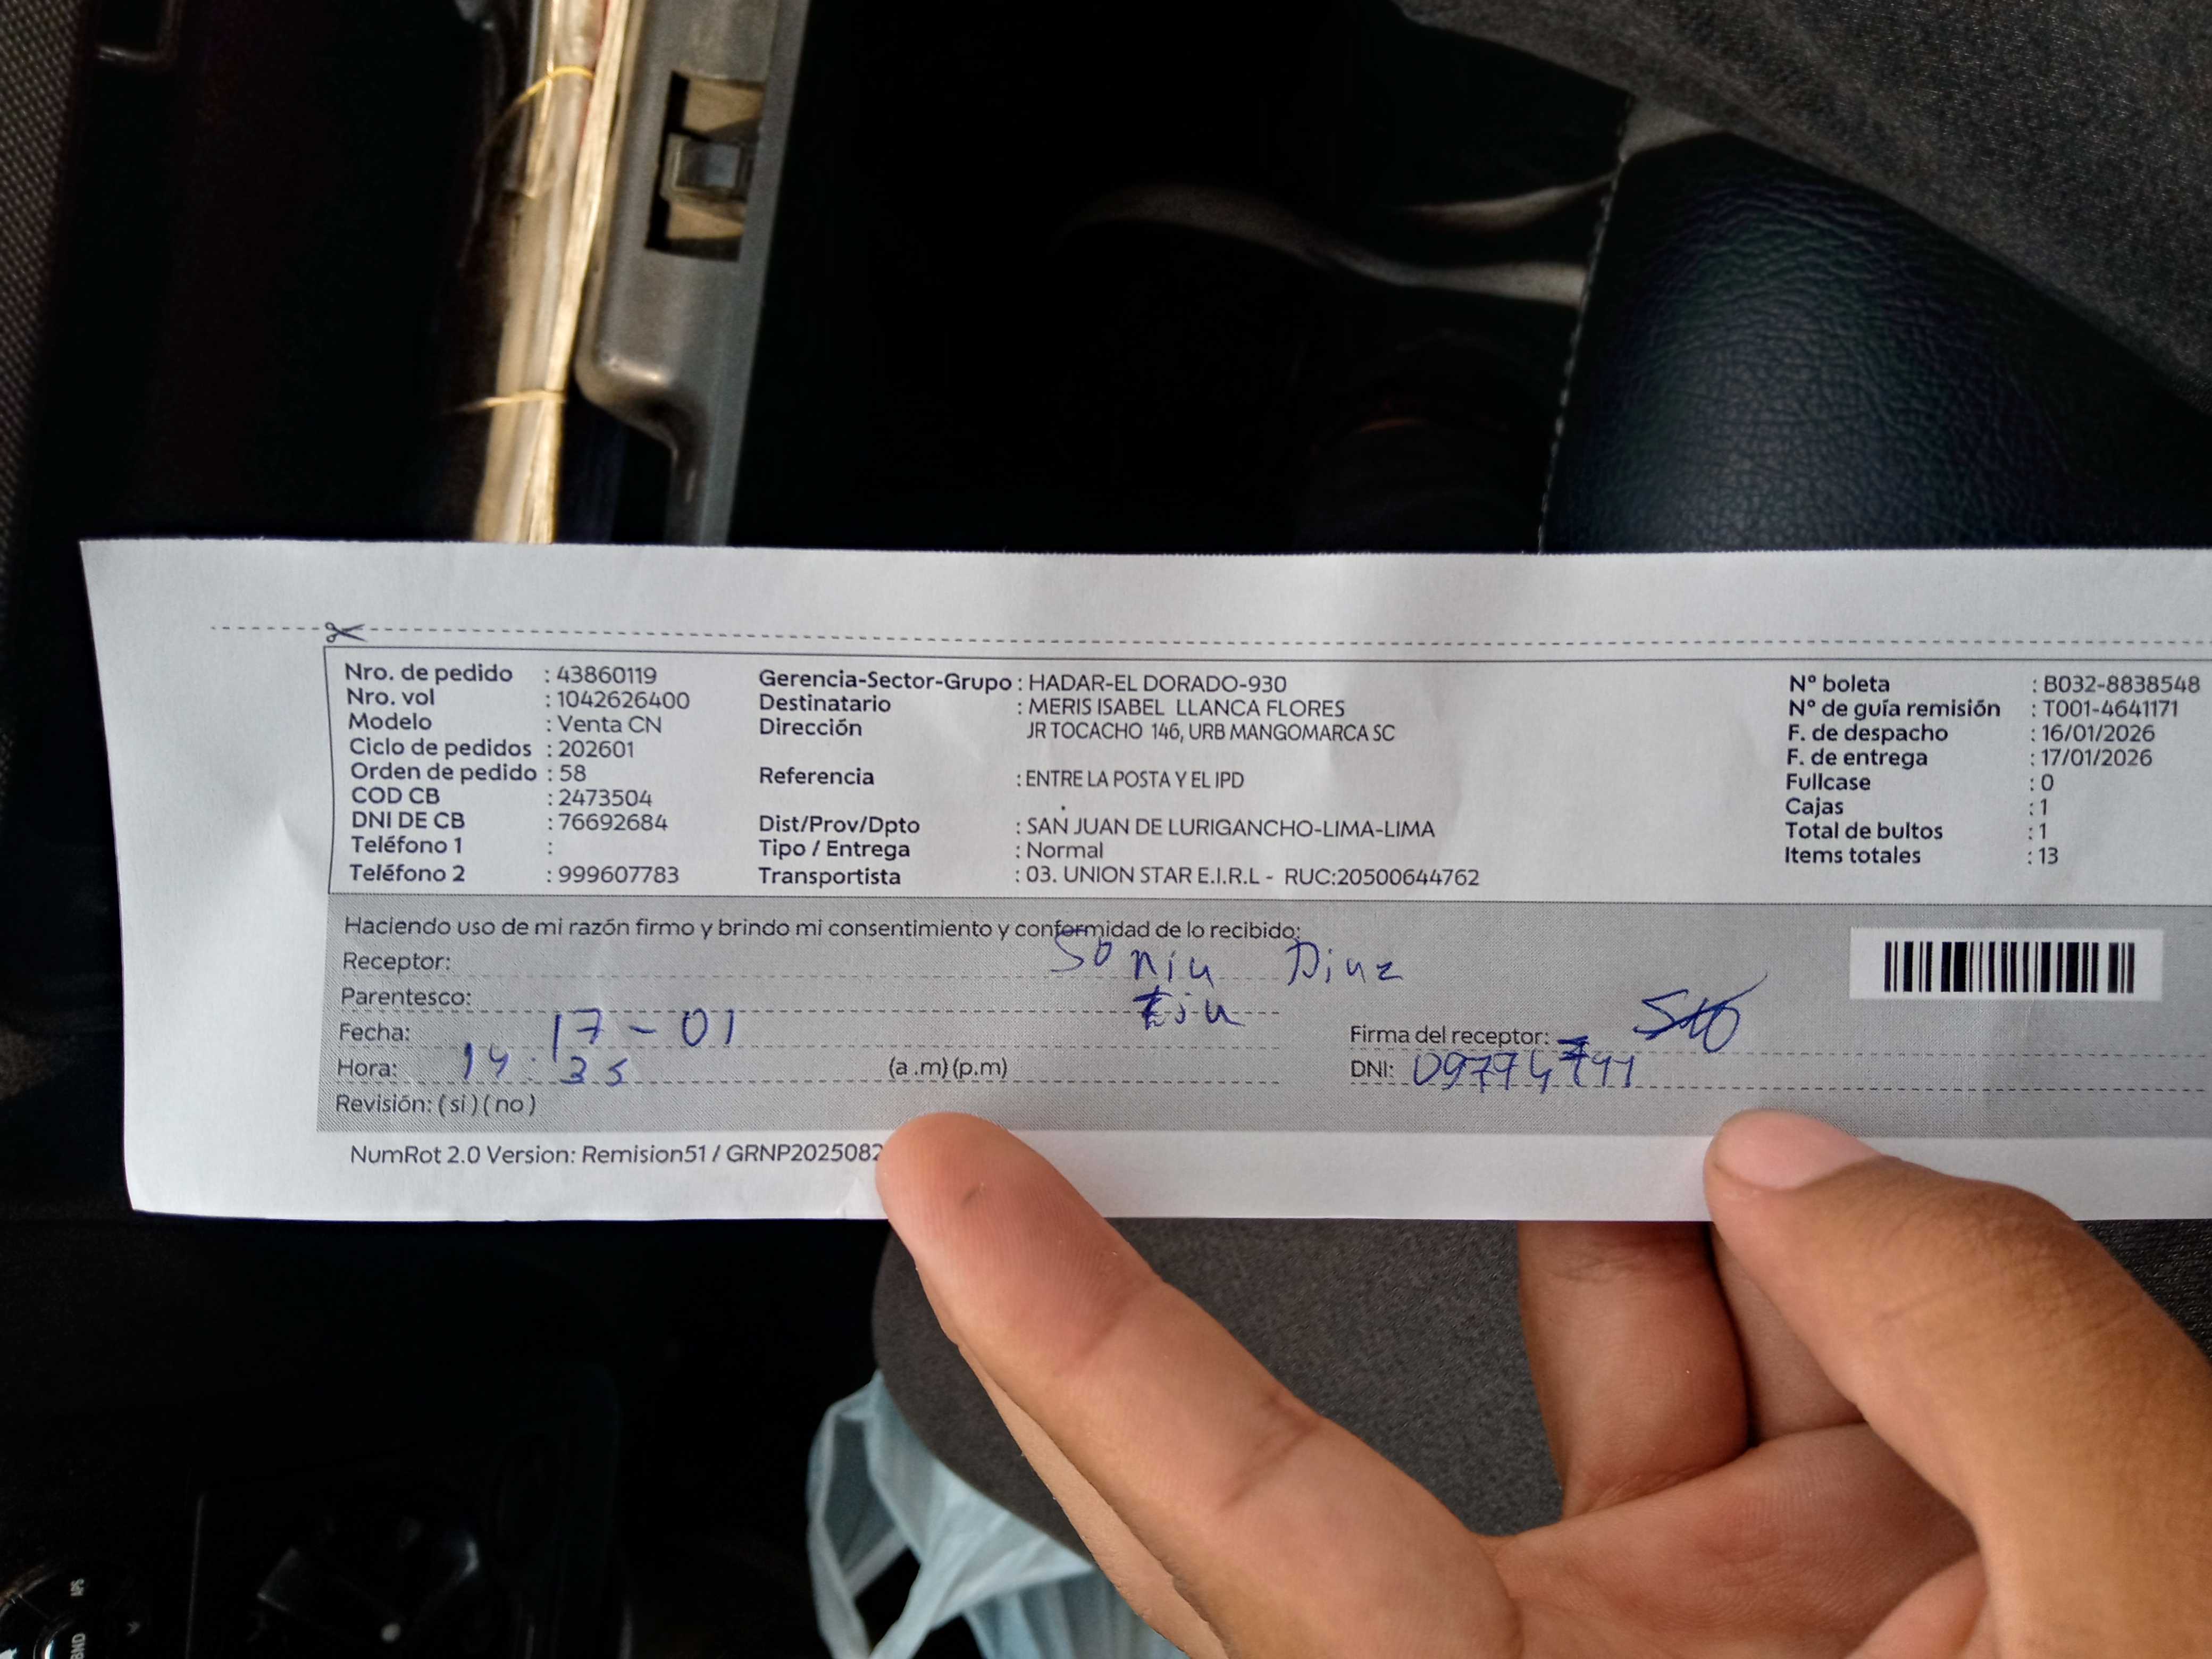 Nro. de pedido : 43860119
Nro. vol : 1042626400
Modelo : Venta CN
Ciclo de pedidos : 202601
Orden de pedido : 58
COD CB : 2473504
DNI DE CB : 76692684
Teléfono 1 :
Teléfono 2 : 999607783
Gerencia-Sector-Grupo : HADAR-EL DORADO-930
Destinatario : MERIS ISABEL LLANCA FLORES
Dirección JR TOCACHO 146, URB MANGOMARCA SC
Referencia : ENTRE LA POSTA Y EL IPD
Dist/Prov/Dpto : SAN JUAN DE LURIGANCHO-LIMA-LIMA
Tipo / Entrega : Normal
Transportista : 03. UNION STAR E.I.R.L - RUC:20500644762
N° boleta : B032-8838548
N° de guía remisión : T001-4641171
F. de despacho : 16/01/2026
F. de entrega : 17/01/2026
Fullcase : 0
Cajas : 1
Total de bultos : 1
Items totales : 13
Haciendo uso de mi razón firmo y brindo mi consentimiento y conformidad de lo recibido:
Receptor: Sonia Diaz
Parentesco: tia
Fecha: 17-01
Hora: 14:35 (a .m) (p.m)
Revisión: ( si ) ( no )
Firma del receptor:
DNI:
NumRot 2.0 Version: Remision51 / GRNP2025082
APS